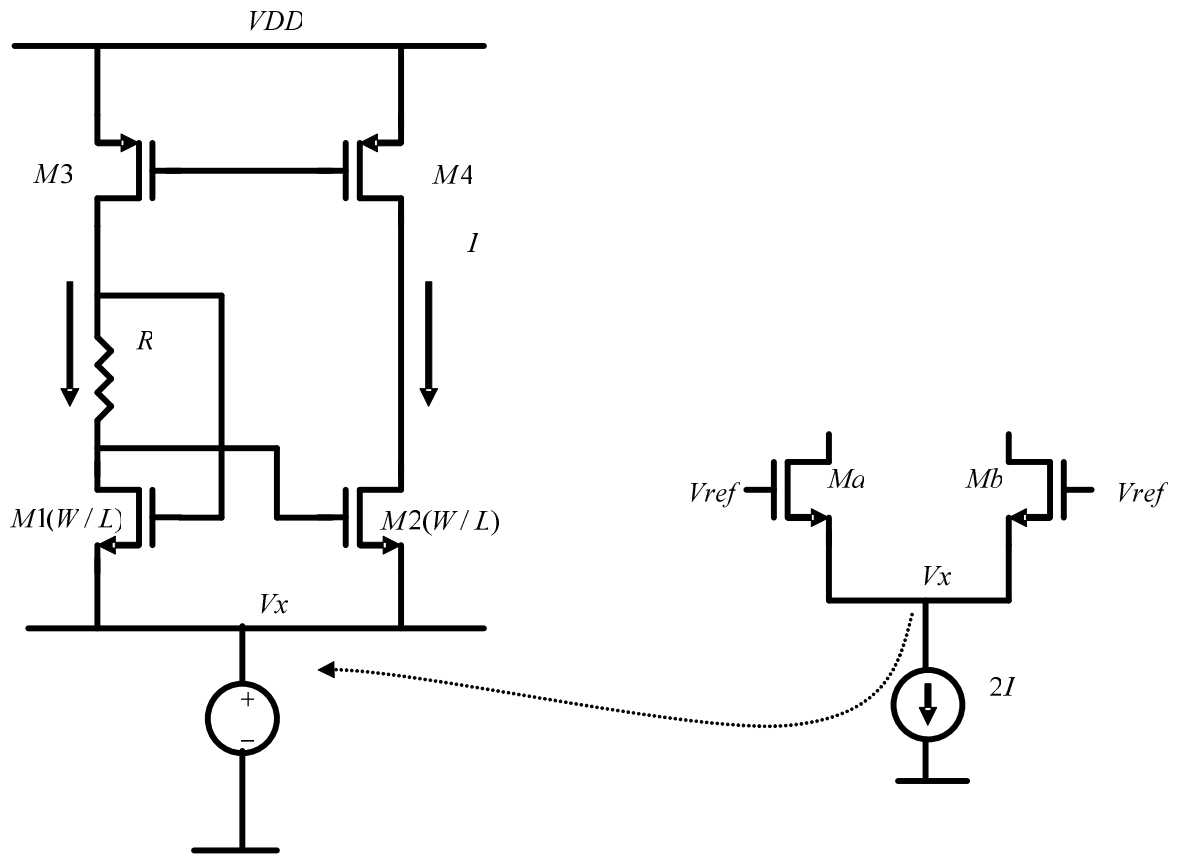 VDD
M3
M4
I
R
M1(W / L)
M2(W / L)
Vx
+
−
Vref
Ma
Mb
Vref
Vx
2I